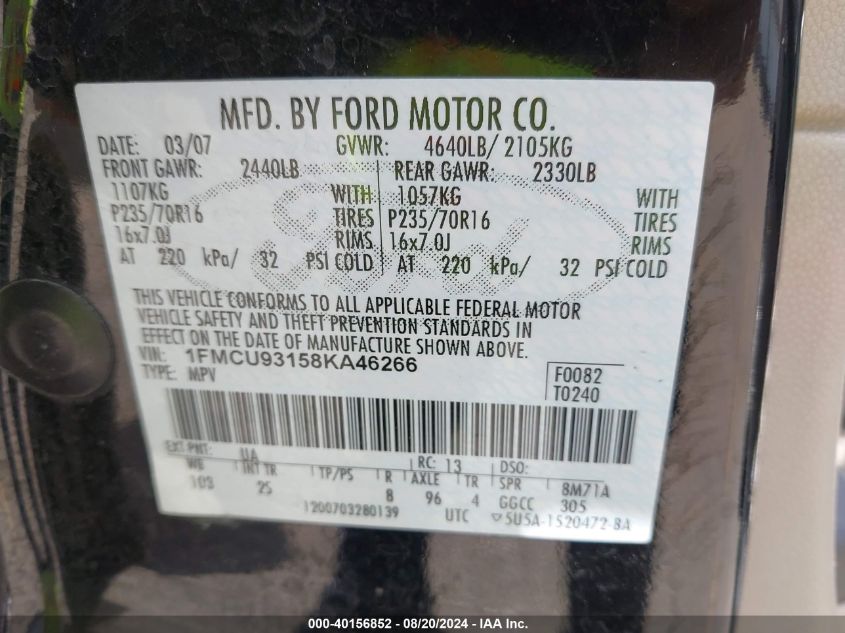 MFD. BY FORD MOTOR CO.
DATE: 03/07 GVWR: 4640LB/ 2105KG
FRONT GAWR: 2440LB REAR GAWR: 2330LB
1107KG WITH 1057KG WITH
P235/70R16 TIRES P235/70R16 TIRES
16x7.0J RIMS 16x7.0J RIMS
AT 220 kPa/ 32 PSI COLD AT 220 kPa/ 32 PSI COLD
Ford
THIS VEHICLE CONFORMS TO ALL APPLICABLE FEDERAL MOTOR
VEHICLE SAFETY AND THEFT PREVENTION STANDARDS IN
EFFECT ON THE DATE OF MANUFACTURE SHOWN ABOVE.
VIN: 1FMCU93158KA46266
TYPE: MPV
F0082
T0240
EXT PNT: UA RC: 13 DSO:
WB INT TR TP/PS R AXLE TR SPR 8M71A
103 25 8 96 4 GGCC 305
1200703280139 UTC ▽5U5A-1520472-BA
000-40156852 - 08/20/2024 - IAA Inc.